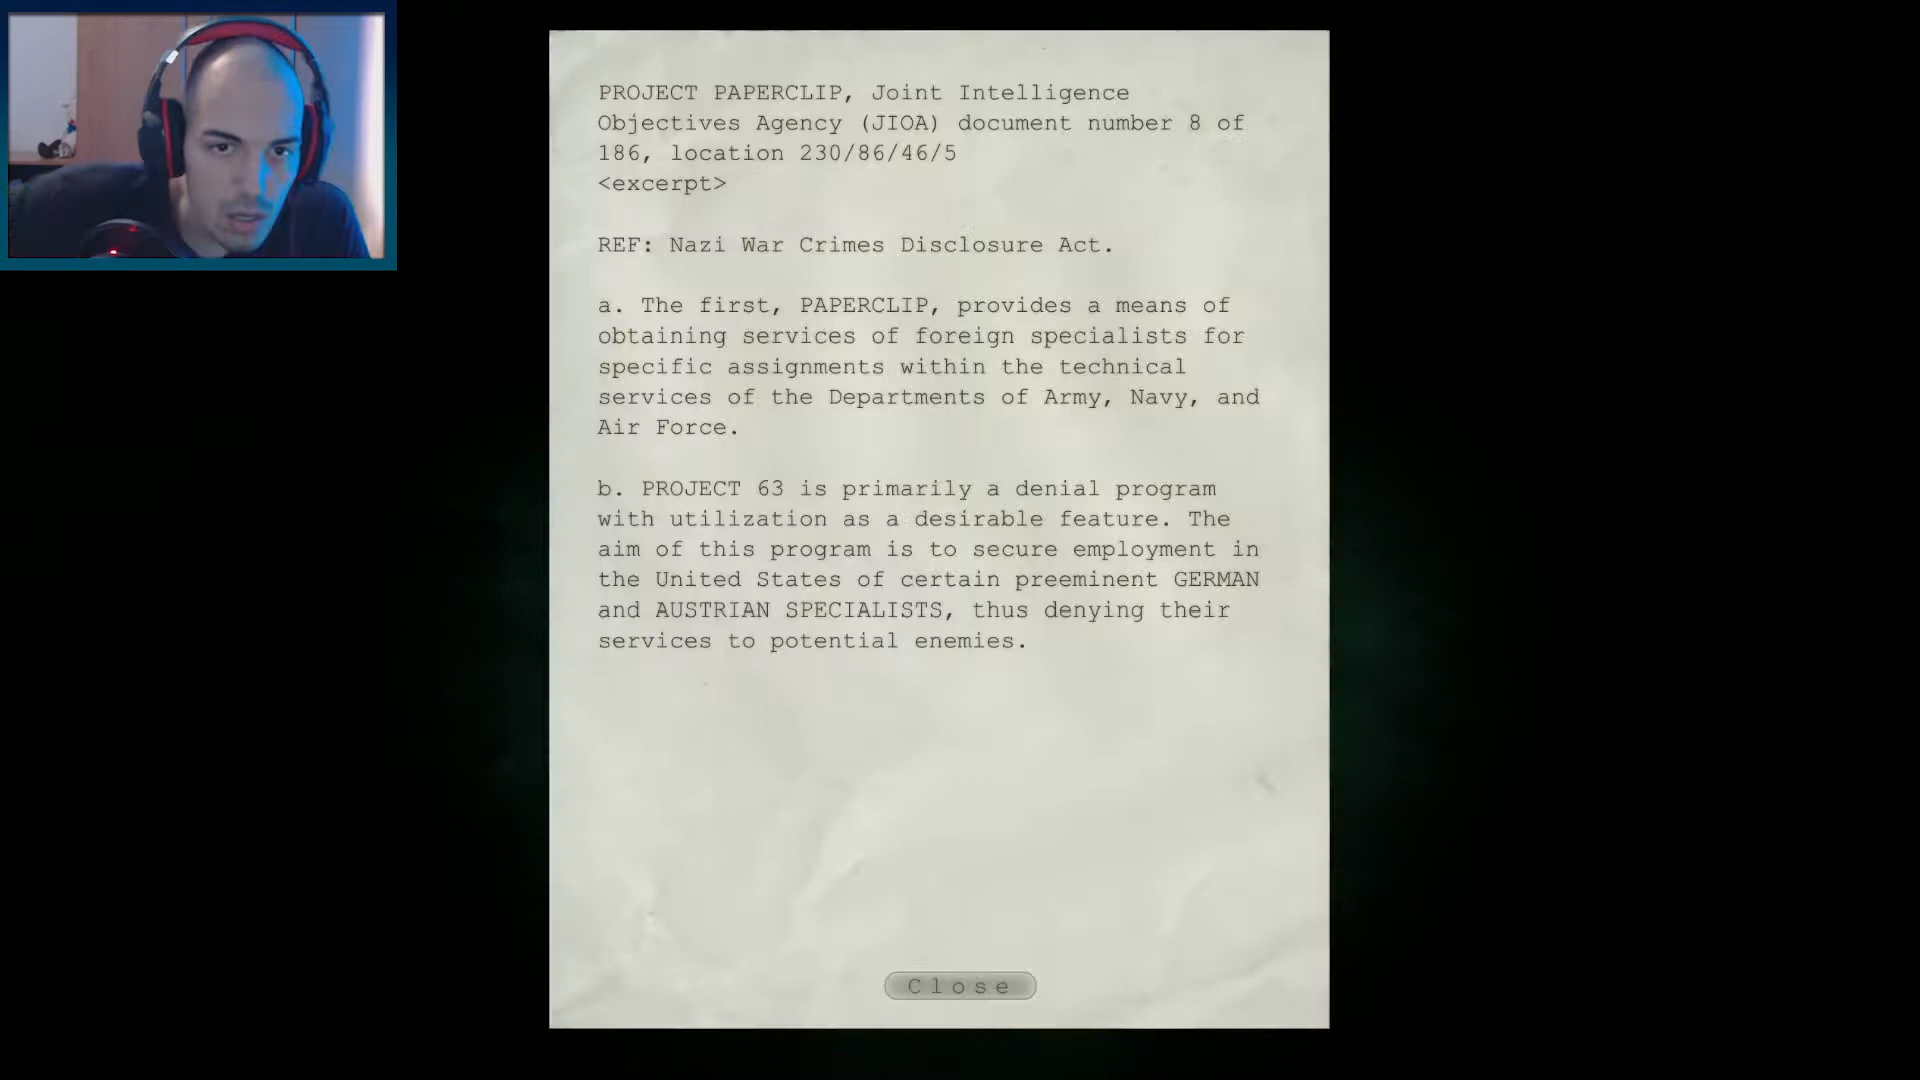 PROJECT PAPERCLIP, Joint Intelligence
Objectives Agency (JIOA) document number 8 of
186, location 230/86/46/5
<excerpt>
REF: Nazi War Crimes Disclosure Act.
a. The first, PAPERCLIP, provides a means of
obtaining services of foreign specialists for
specific assignments within the technical
services of the Departments of Army, Navy, and
Air Force.
b. PROJECT 63 is primarily a denial program
with utilization as a desirable feature. The
aim of this program is to secure employment in
the United States of certain preeminent GERMAN
and AUSTRIAN SPECIALISTS, thus denying their
services to potential enemies.
Close